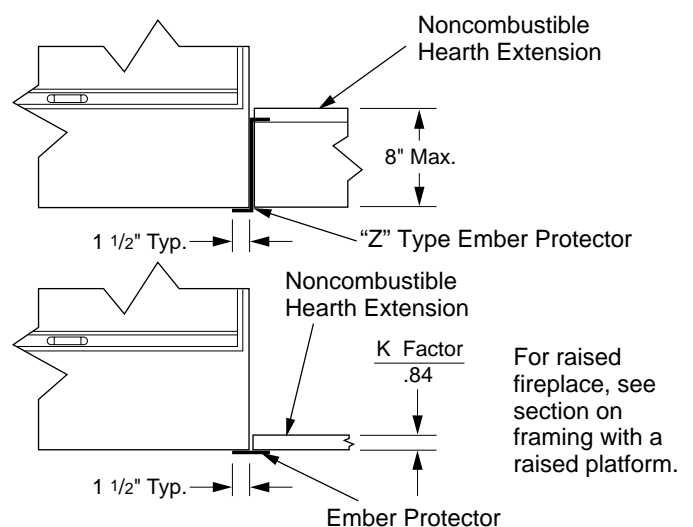 Noncombustible
Hearth Extension
8" Max.
1 1/2" Typ.
“Z” Type Ember Protector
Noncombustible
Hearth Extension
K Factor
.84
For raised
fireplace, see
section on
framing with a
raised platform.
1 1/2" Typ.
Ember Protector